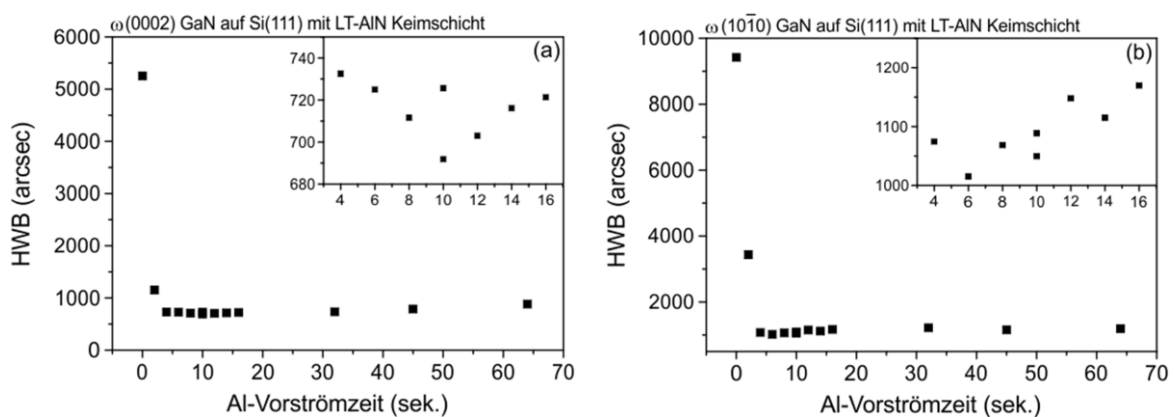 ω(0002) GaN auf Si(111) mit LT-AlN Keimschicht
(a)
6000
5000
4000
3000
2000
1000
0
HWB (arcsec)
740
720
700
680
4 6 8 10 12 14 16
0 10 20 30 40 50 60 70
Al-Vorströmzeit (sek.)
ω(101̅0) GaN auf Si(111) mit LT-AlN Keimschicht
(b)
10000
8000
6000
4000
2000
HWB (arcsec)
1200
1100
1000
4 6 8 10 12 14 16
0 10 20 30 40 50 60 70
Al-Vorströmzeit (sek.)